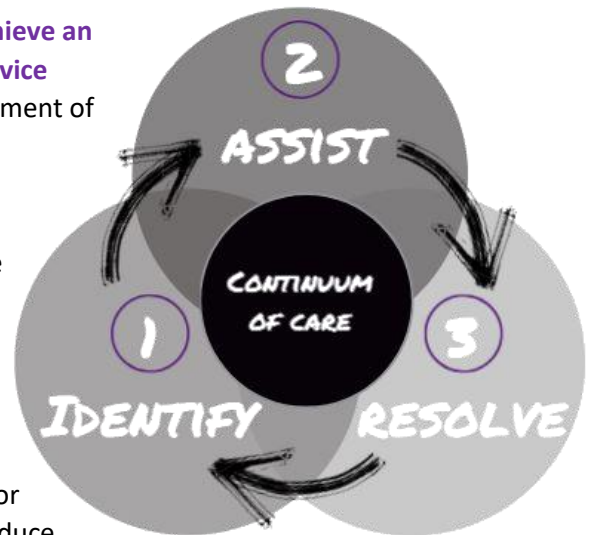 hieve an
vice
ment of
e
or
duce
2
ASSIST
CONTINUUM
OF CARE
1
IDENTIFY
3
RESOLVE